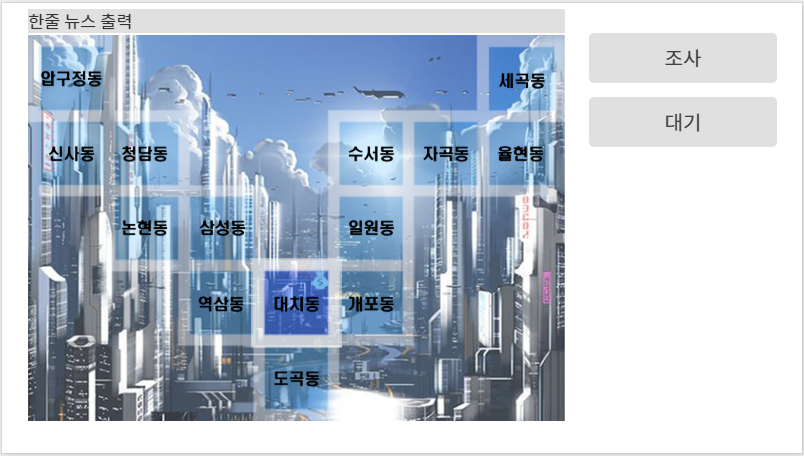 한줄 뉴스 출력
압구정동 세곡동
신사동 청담동 수서동 자곡동 율현동
논현동 삼성동 일원동
역삼동 대치동 개포동
도곡동
조사
대기